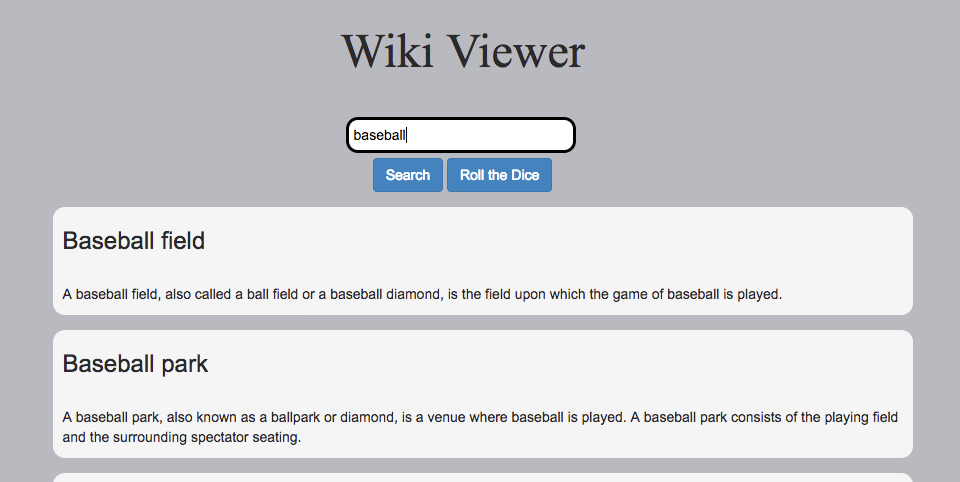 Wiki Viewer
baseball
Search Roll the Dice
Baseball field
A baseball field, also called a ball field or a baseball diamond, is the field upon which the game of baseball is played.
Baseball park
A baseball park, also known as a ballpark or diamond, is a venue where baseball is played. A baseball park consists of the playing field
and the surrounding spectator seating.